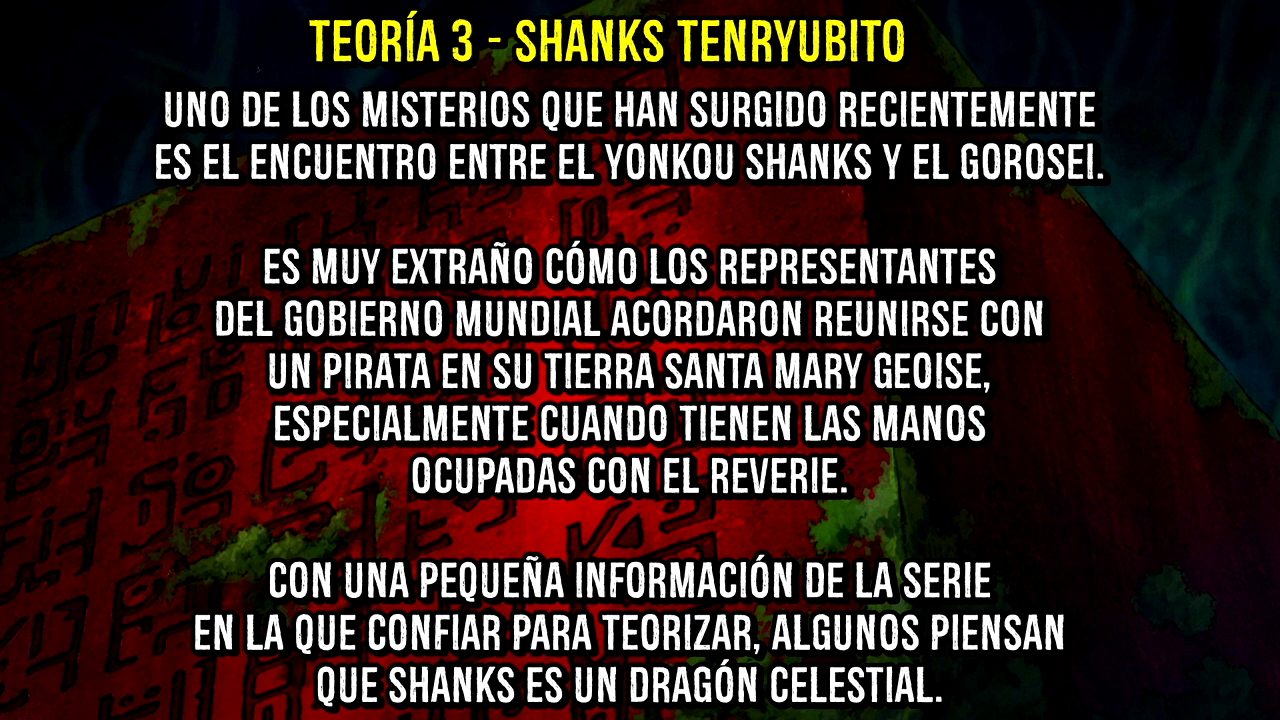 TEORÍA 3 - SHANKS TENRYUBITO
UNO DE LOS MISTERIOS QUE HAN SURGIDO RECIENTEMENTE
ES EL ENCUENTRO ENTRE EL YONKOU SHANKS Y EL GOROSEI.
ES MUY EXTRAÑO CÓMO LOS REPRESENTANTES
DEL GOBIERNO MUNDIAL ACORDARON REUNIRSE CON
UN PIRATA EN SU TIERRA SANTA MARY GEOISE,
ESPECIALMENTE CUANDO TIENEN LAS MANOS
OCUPADAS CON EL REVERIE.
CON UNA PEQUEÑA INFORMACIÓN DE LA SERIE
EN LA QUE CONFIAR PARA TEORIZAR, ALGUNOS PIENSAN
QUE SHANKS ES UN DRAGÓN CELESTIAL.